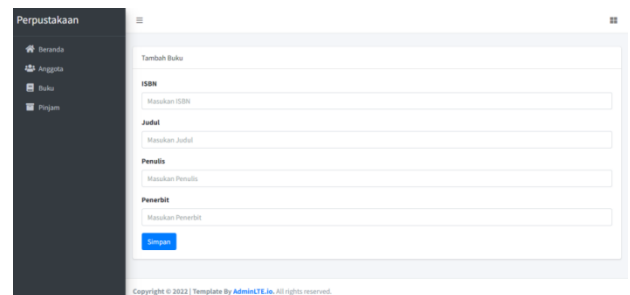 Perpustakaan
Beranda
Anggota
Buku
Pinjam
Tambah Buku
ISBN
Masukan ISBN
Judul
Masukan Judul
Penulis
Masukan Penulis
Penerbit
Masukan Penerbit
Simpan
Copyright © 2022 | Template By AdminLTE.io. All rights reserved.